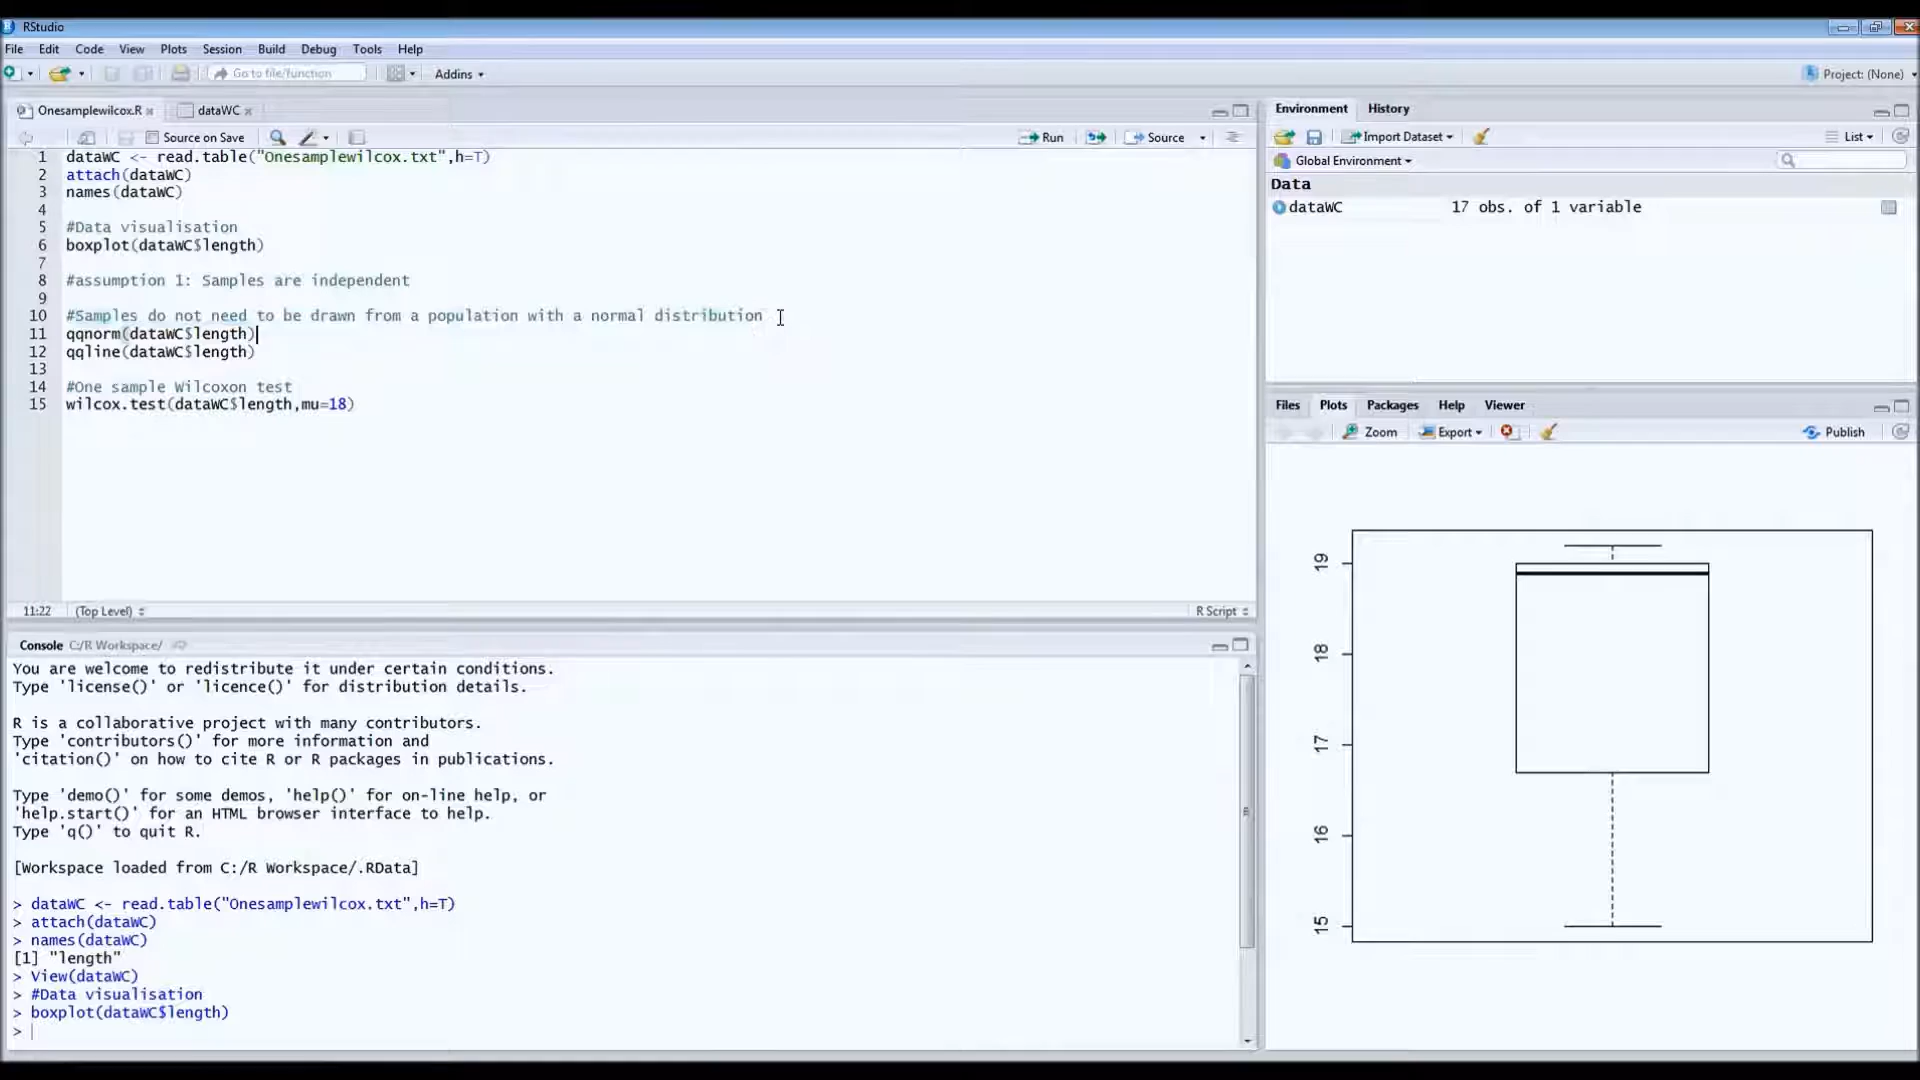 RStudio
File Edit Code View Plots Session Build Debug Tools Help
Go to file/function Addins Project: (None)
Onesamplewilcox.R dataWC
Source on Save Run Source
1 dataWC <- read.table("Onesamplewilcox.txt",h=T)
2 attach(dataWC)
3 names(dataWC)
4
5 #Data visualisation
6 boxplot(dataWC$length)
7
8 #assumption 1: Samples are independent
9
10 #Samples do not need to be drawn from a population with a normal distribution
11 qqnorm(dataWC$length)
12 qqline(dataWC$length)
13
14 #One sample Wilcoxon test
15 wilcox.test(dataWC$length,mu=18)
11:22 (Top Level) R Script
Console C:/R Workspace/
You are welcome to redistribute it under certain conditions.
Type 'license()' or 'licence()' for distribution details.
R is a collaborative project with many contributors.
Type 'contributors()' for more information and
'citation()' on how to cite R or R packages in publications.
Type 'demo()' for some demos, 'help()' for on-line help, or
'help.start()' for an HTML browser interface to help.
Type 'q()' to quit R.
[Workspace loaded from C:/R Workspace/.RData]
> dataWC <- read.table("Onesamplewilcox.txt",h=T)
> attach(dataWC)
> names(dataWC)
[1] "length"
> View(dataWC)
> #Data visualisation
> boxplot(dataWC$length)
>
Environment History
Import Dataset List
Global Environment
Data
dataWC 17 obs. of 1 variable
Files Plots Packages Help Viewer
Zoom Export Publish
19
18
17
16
15